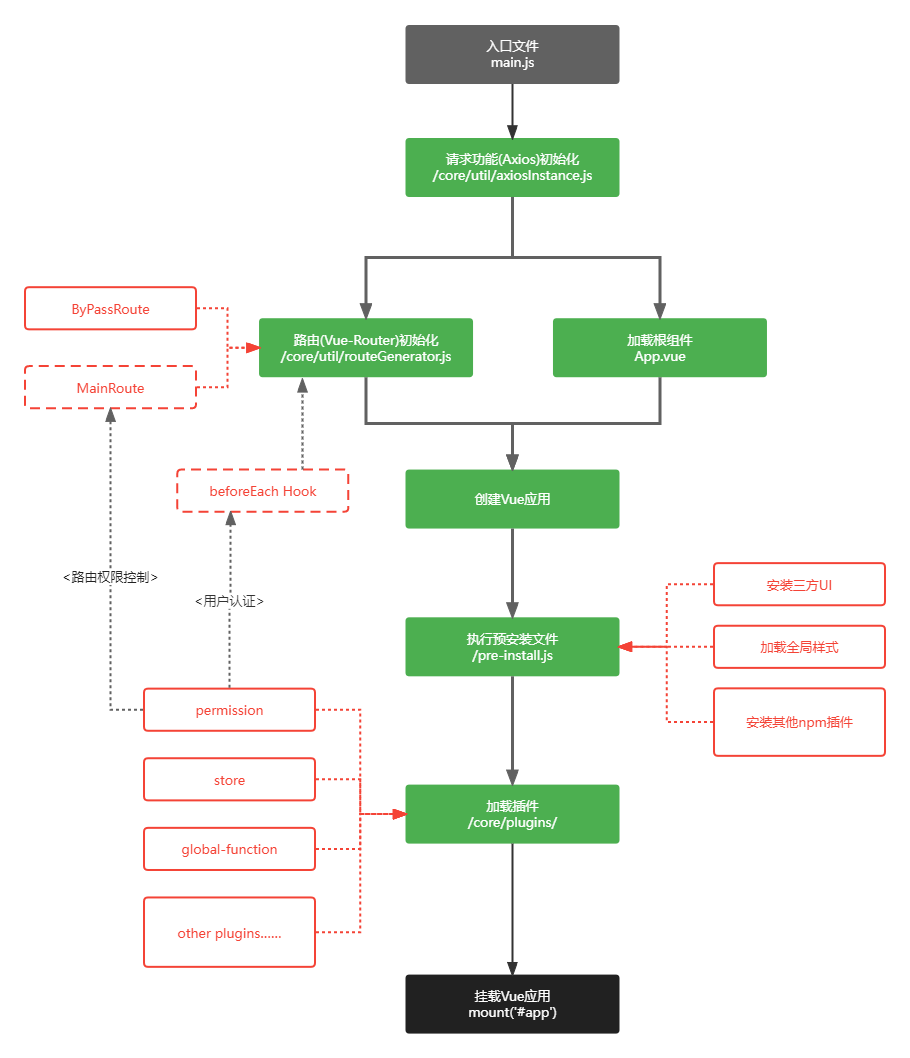 入口文件
main.js
请求功能(Axios)初始化
/core/util/axiosInstance.js
ByPassRoute
路由(Vue-Router)初始化
/core/util/routeGenerator.js
加载根组件
App.vue
MainRoute
beforeEach Hook
创建Vue应用
<路由权限控制>
<用户认证>
安装三方UI
执行预安装文件
/pre-install.js
加载全局样式
permission
安装其他npm插件
store
加载插件
/core/plugins/
global-function
other plugins......
挂载Vue应用
mount('#app')